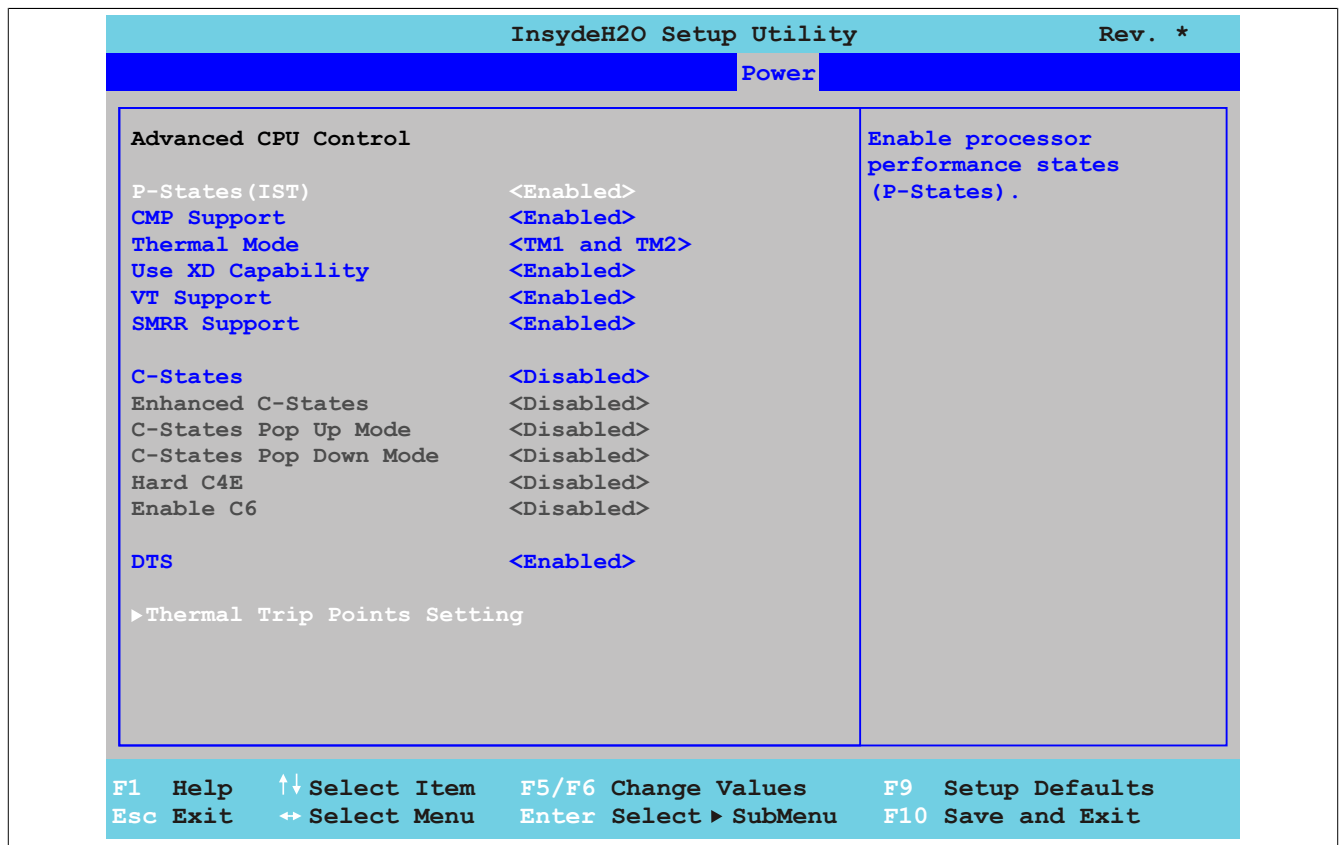 InsydeH2O Setup Utility Rev. *
Power
Advanced CPU Control
P-States(IST) <Enabled>
CMP Support <Enabled>
Thermal Mode <TM1 and TM2>
Use XD Capability <Enabled>
VT Support <Enabled>
SMRR Support <Enabled>
C-States <Disabled>
Enhanced C-States <Disabled>
C-States Pop Up Mode <Disabled>
C-States Pop Down Mode <Disabled>
Hard C4E <Disabled>
Enable C6 <Disabled>
DTS <Enabled>
▶Thermal Trip Points Setting
Enable processor
performance states
(P-States).
F1 Help ↑↓ Select Item F5/F6 Change Values F9 Setup Defaults
Esc Exit ↔ Select Menu Enter Select ▶ SubMenu F10 Save and Exit